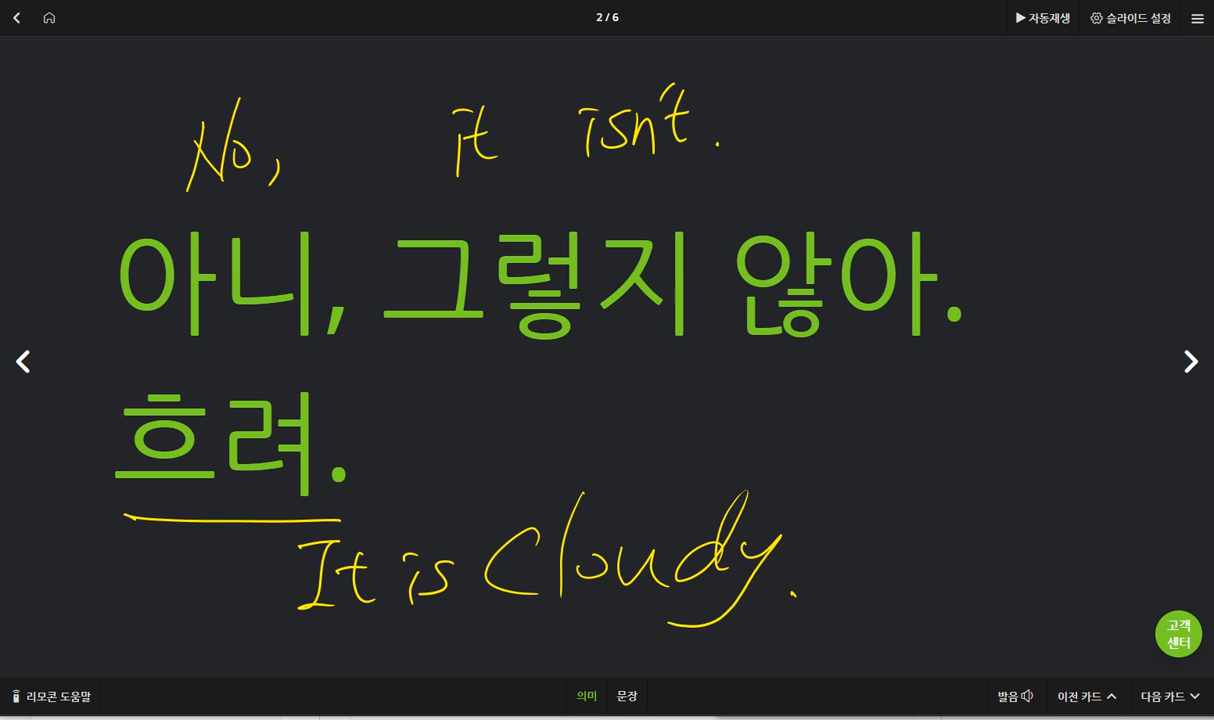 2 / 6
자동재생
슬라이드 설정
No, it isn't.
아니, 그렇지 않아.
흐려.
It is Cloudy.
고객
센터
리모콘 도움말
의미
문장
발음
이전 카드
다음 카드